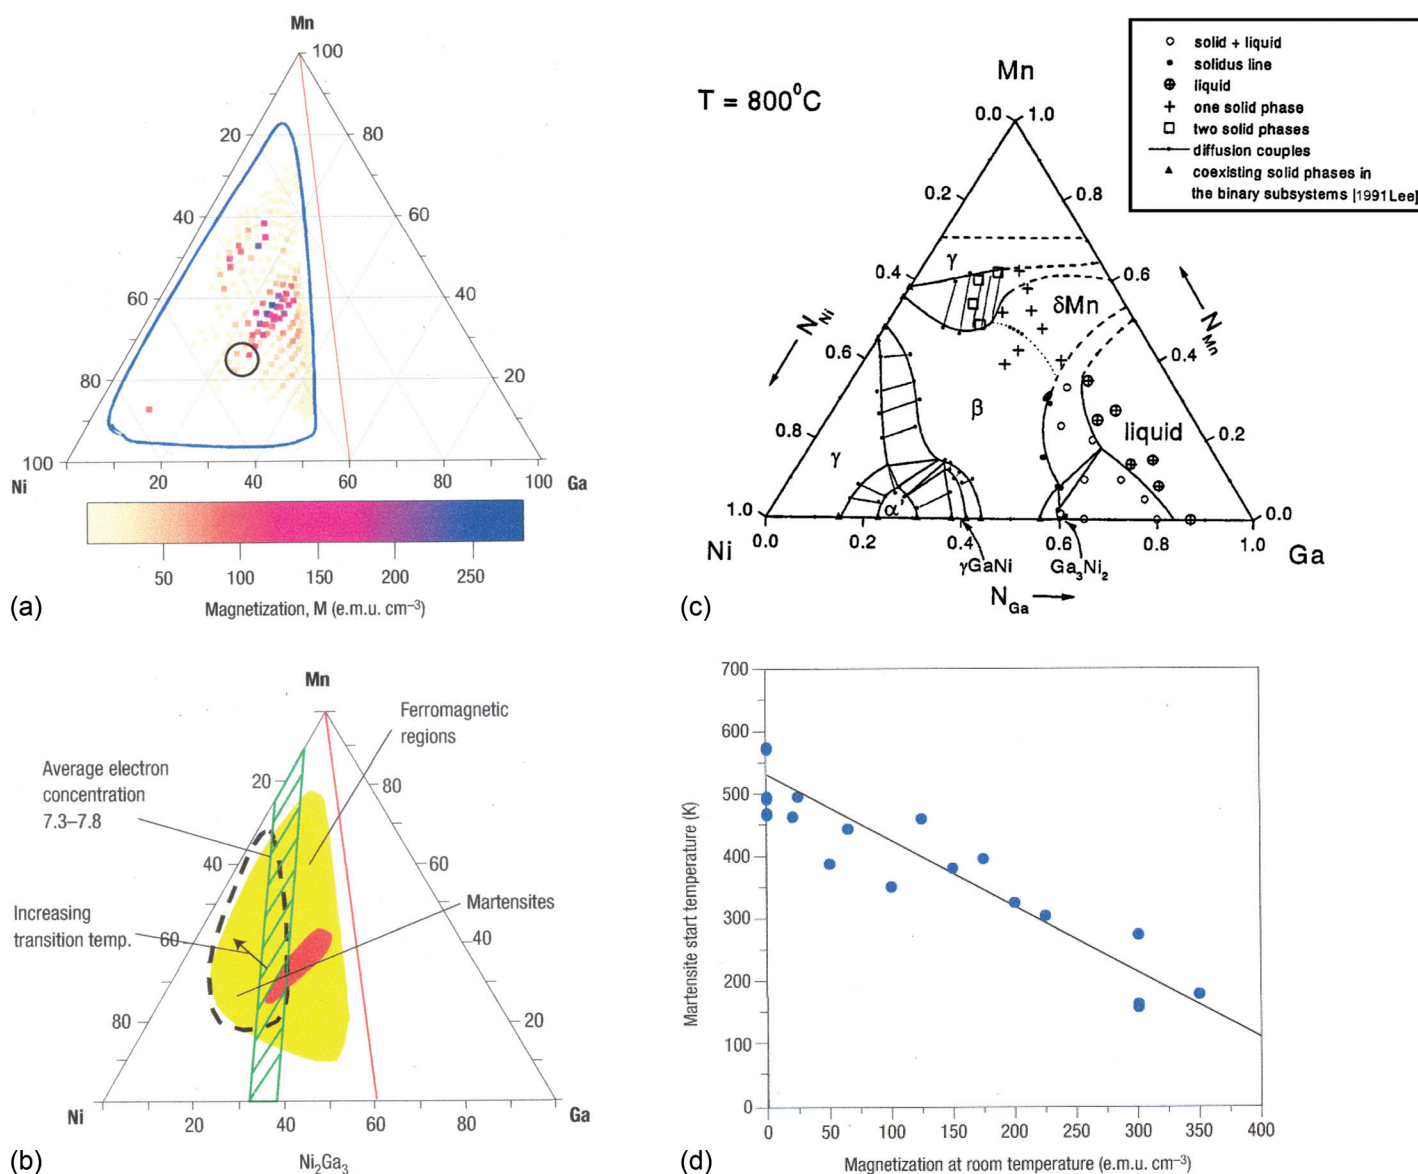 Mn
100
20
80
40
60
60
40
80
20
100
Ni
20
40
60
80
100
Ga
50
100
150
200
250
Magnetization, M (e.m.u. cm⁻³)
(a)
T = 800⁰C
Mn
0.0
1.0
0.2
0.8
0.4
0.6
0.6
0.4
0.8
0.2
1.0
0.0
N_Ni
N_Mn
γ
δMn
β
liquid
γ
α'
Ni
0.0
0.2
0.4
0.6
0.8
1.0
Ga
γGaNi
Ga₃Ni₂
N_Ga
solid + liquid
solidus line
liquid
one solid phase
two solid phases
diffusion couples
coexisting solid phases in
the binary subsystems [1991Lee]
(c)
Mn
Ferromagnetic
regions
Average electron
concentration
7.3–7.8
20
80
40
60
Increasing
transition temp.
Martensites
60
40
80
20
Ni
20
40
60
Ga
Ni₂Ga₃
(b)
700
600
500
400
300
200
100
0
Martensite start temperature (K)
0
50
100
150
200
250
300
350
400
Magnetization at room temperature (e.m.u. cm⁻³)
(d)